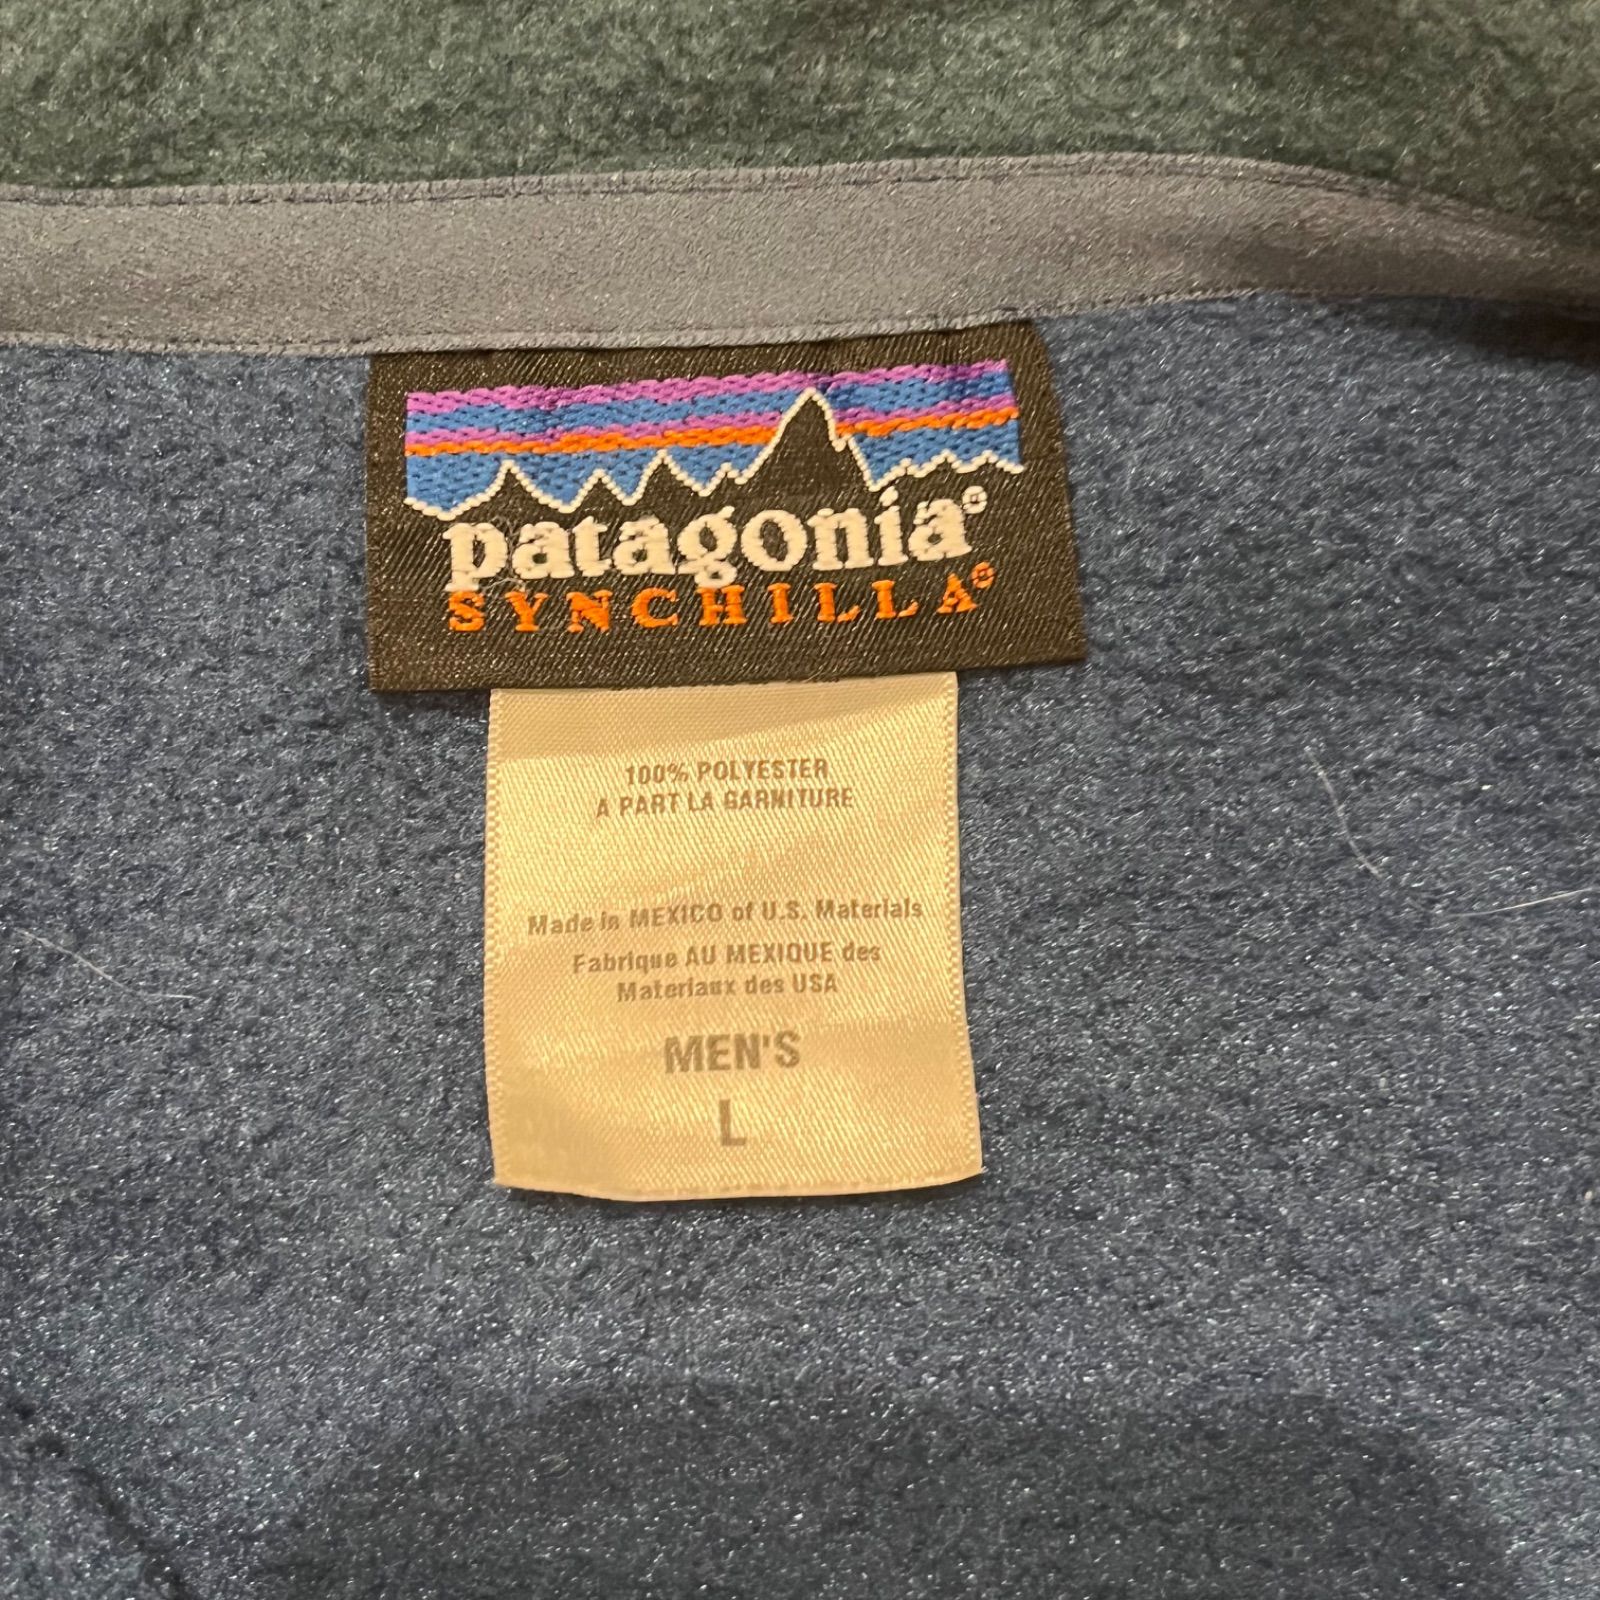 patagonia®
SYNCHILLA®
100% POLYESTER
A PART LA GARNITURE
Made in MEXICO of U.S. Materials
Fabrique AU MEXIQUE des
Materiaux des USA
MEN'S
L